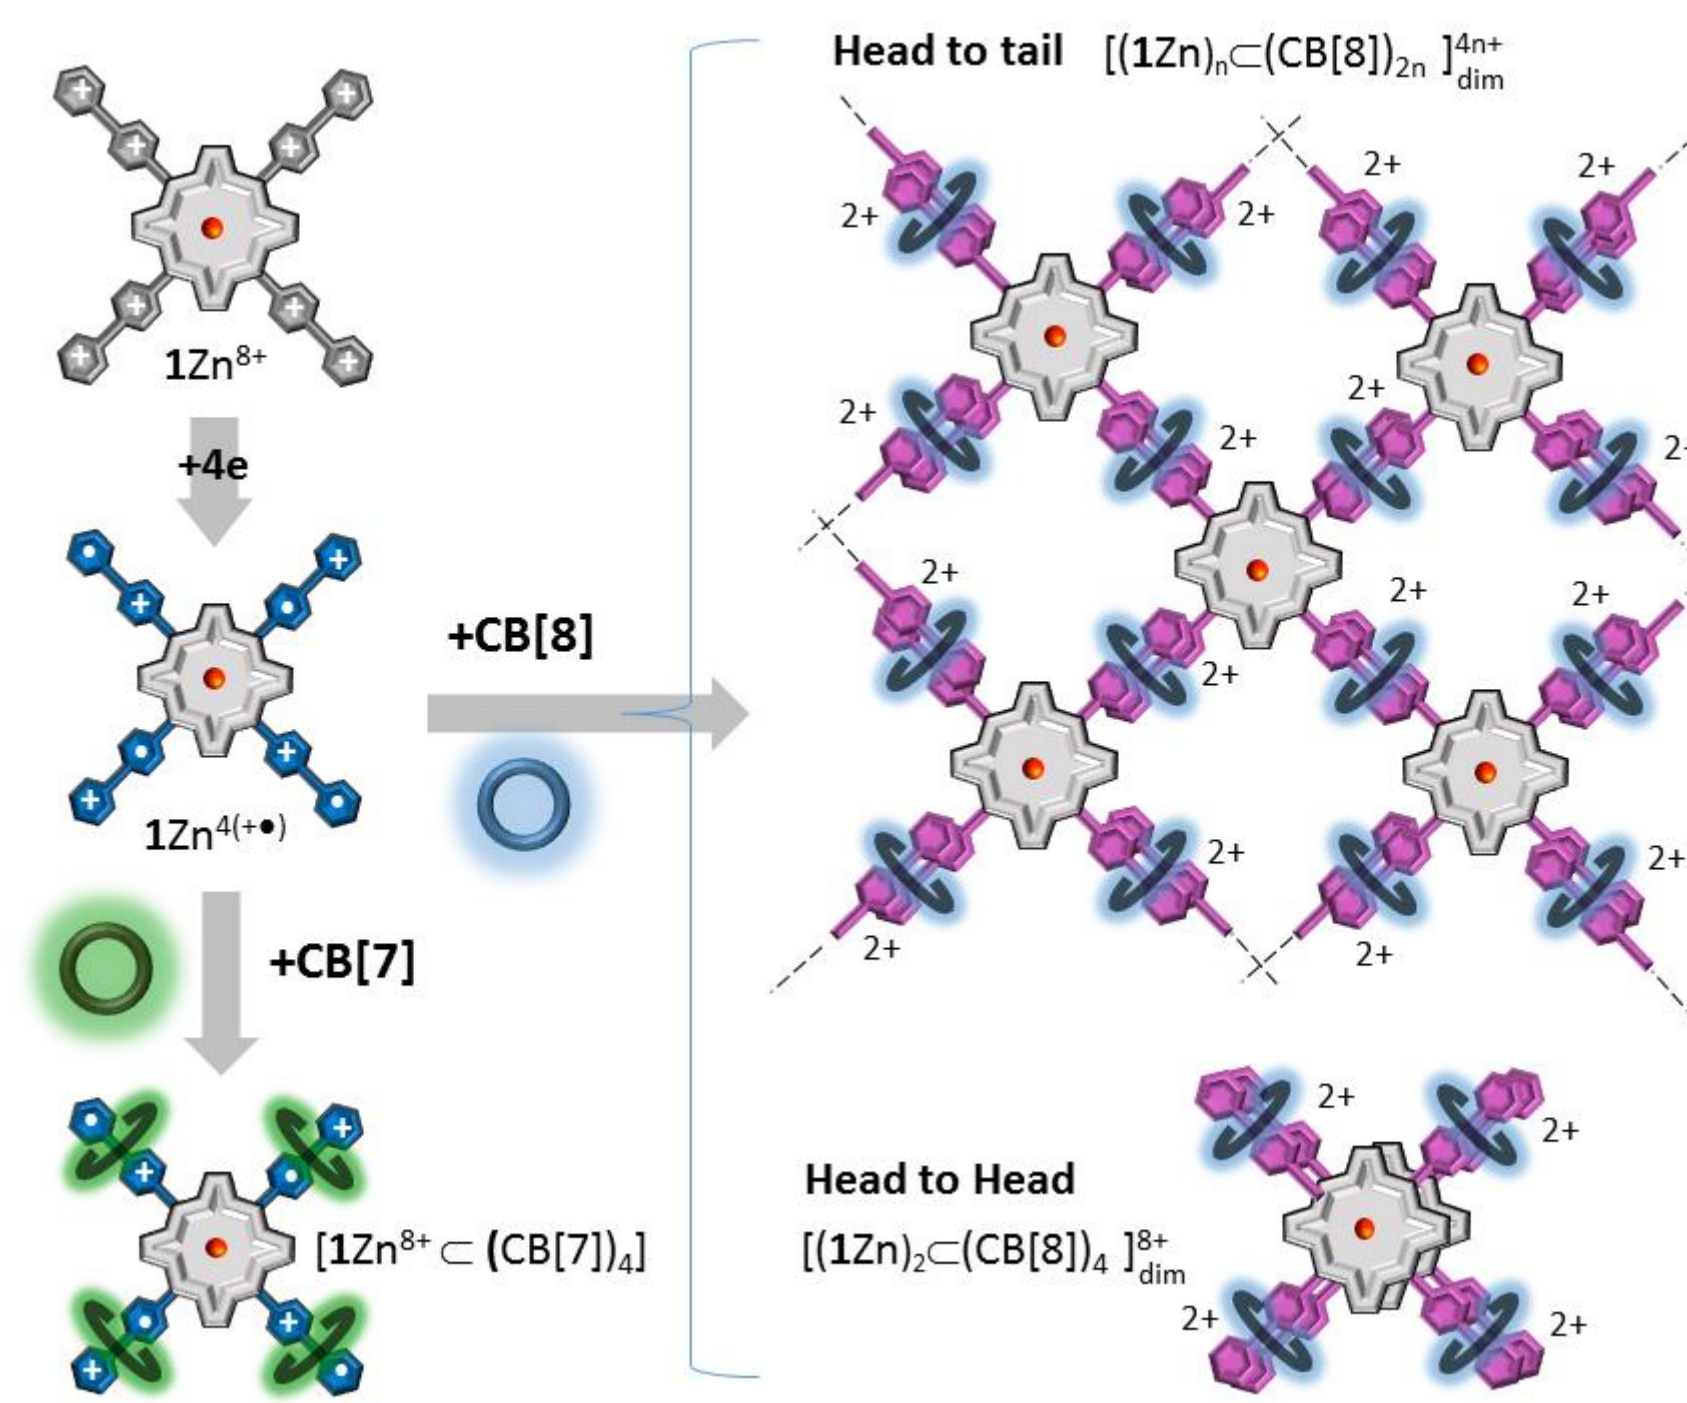 Head to tail [(1Zn)ₙ⊂(CB[8])₂ₙ ]⁴ⁿ⁺dim
2+ 2+
2+ 2+
+ + + +
1Zn⁸⁺
+ +
+ +
2+
2+ 2+ 2+
+4e
• +
+ •
2+ 2+ 2+
+CB[8]
2+
• +
+ •
1Zn⁴⁽⁺•⁾
2+ 2+
+CB[7]
2+ 2+
• +
+ •
2+ 2+
Head to Head
[1Zn⁸⁺ ⊂ (CB[7])₄]
[(1Zn)₂⊂(CB[8])₄ ]⁸⁺dim
• +
+ •
2+ 2+